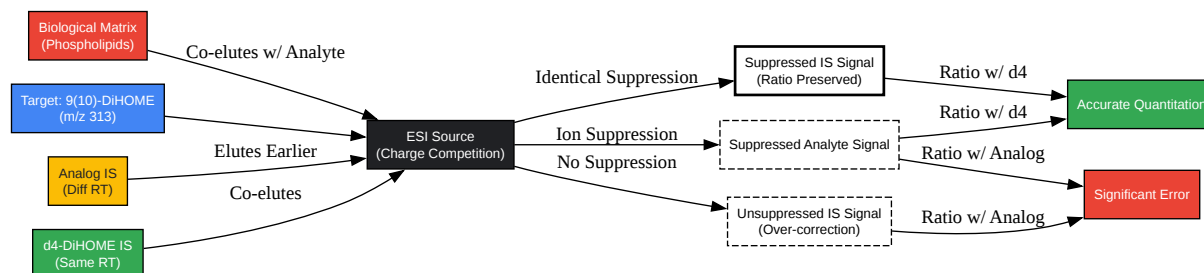 Biological Matrix
(Phospholipids)
Co-elutes w/ Analyte
Target: 9(10)-DiHOME
(m/z 313)
Elutes Earlier
Analog IS
(Diff RT)
Co-elutes
d4-DiHOME IS
(Same RT)
ESI Source
(Charge Competition)
Identical Suppression
Ion Suppression
No Suppression
Suppressed IS Signal
(Ratio Preserved)
Suppressed Analyte Signal
Unsuppressed IS Signal
(Over-correction)
Ratio w/ d4
Ratio w/ d4
Ratio w/ Analog
Ratio w/ Analog
Accurate Quantitation
Significant Error